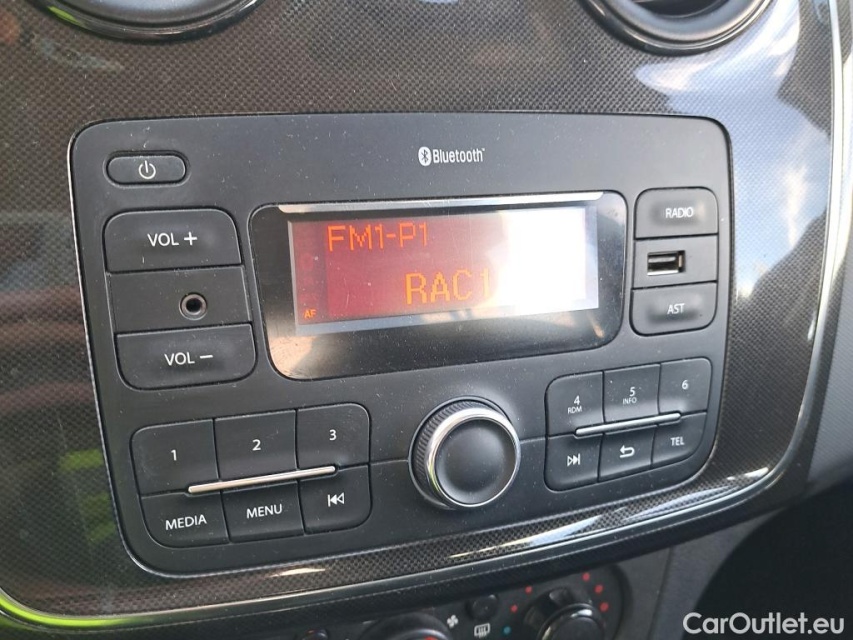 Bluetooth
VOL +
VOL –
FM1-P1
RAC1
AF
RADIO
AST
1
2
3
MEDIA
MENU
4
RDM
5
INFO
6
TEL
CarOutlet.eu